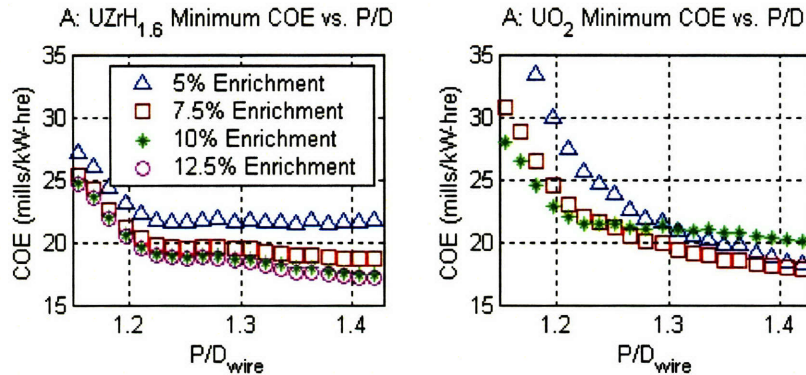 A: UZrH1.6 Minimum COE vs. P/D
35
30
25
20
15
COE (mills/kW-hre)
5% Enrichment
7.5% Enrichment
10% Enrichment
12.5% Enrichment
1.2
1.3
1.4
P/Dwire
A: UO2 Minimum COE vs. P/D
35
30
25
20
15
COE (mills/kW-hre)
1.2
1.3
1.4
P/Dwire